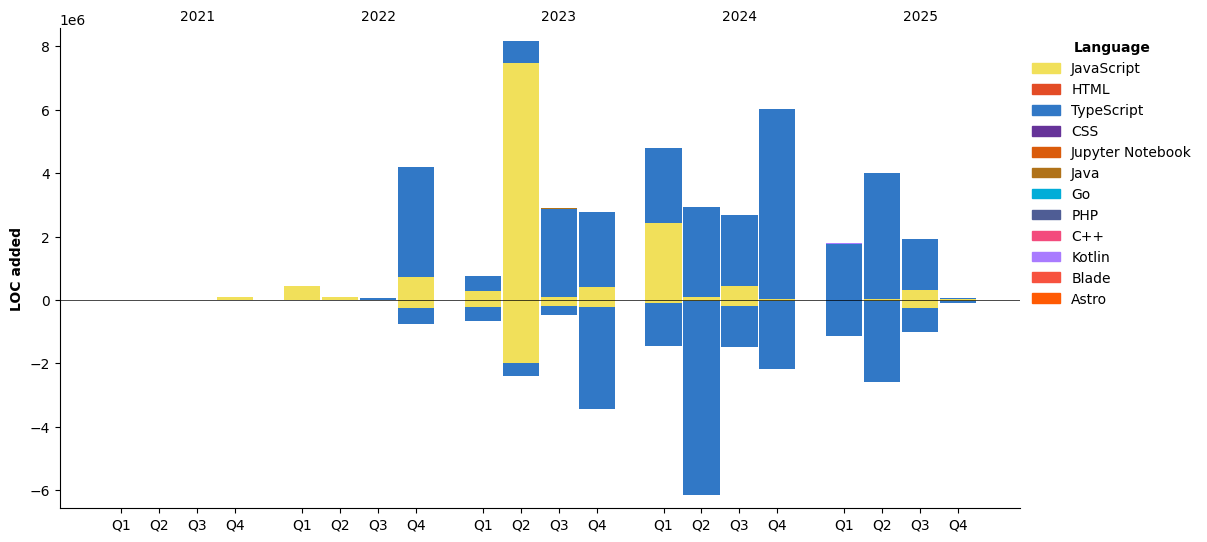 1e6
2021 2022 2023 2024 2025
8
6
4
2
0
−2
−4
−6
LOC added
Q1 Q2 Q3 Q4 Q1 Q2 Q3 Q4 Q1 Q2 Q3 Q4 Q1 Q2 Q3 Q4 Q1 Q2 Q3 Q4
Language
JavaScript
HTML
TypeScript
CSS
Jupyter Notebook
Java
Go
PHP
C++
Kotlin
Blade
Astro